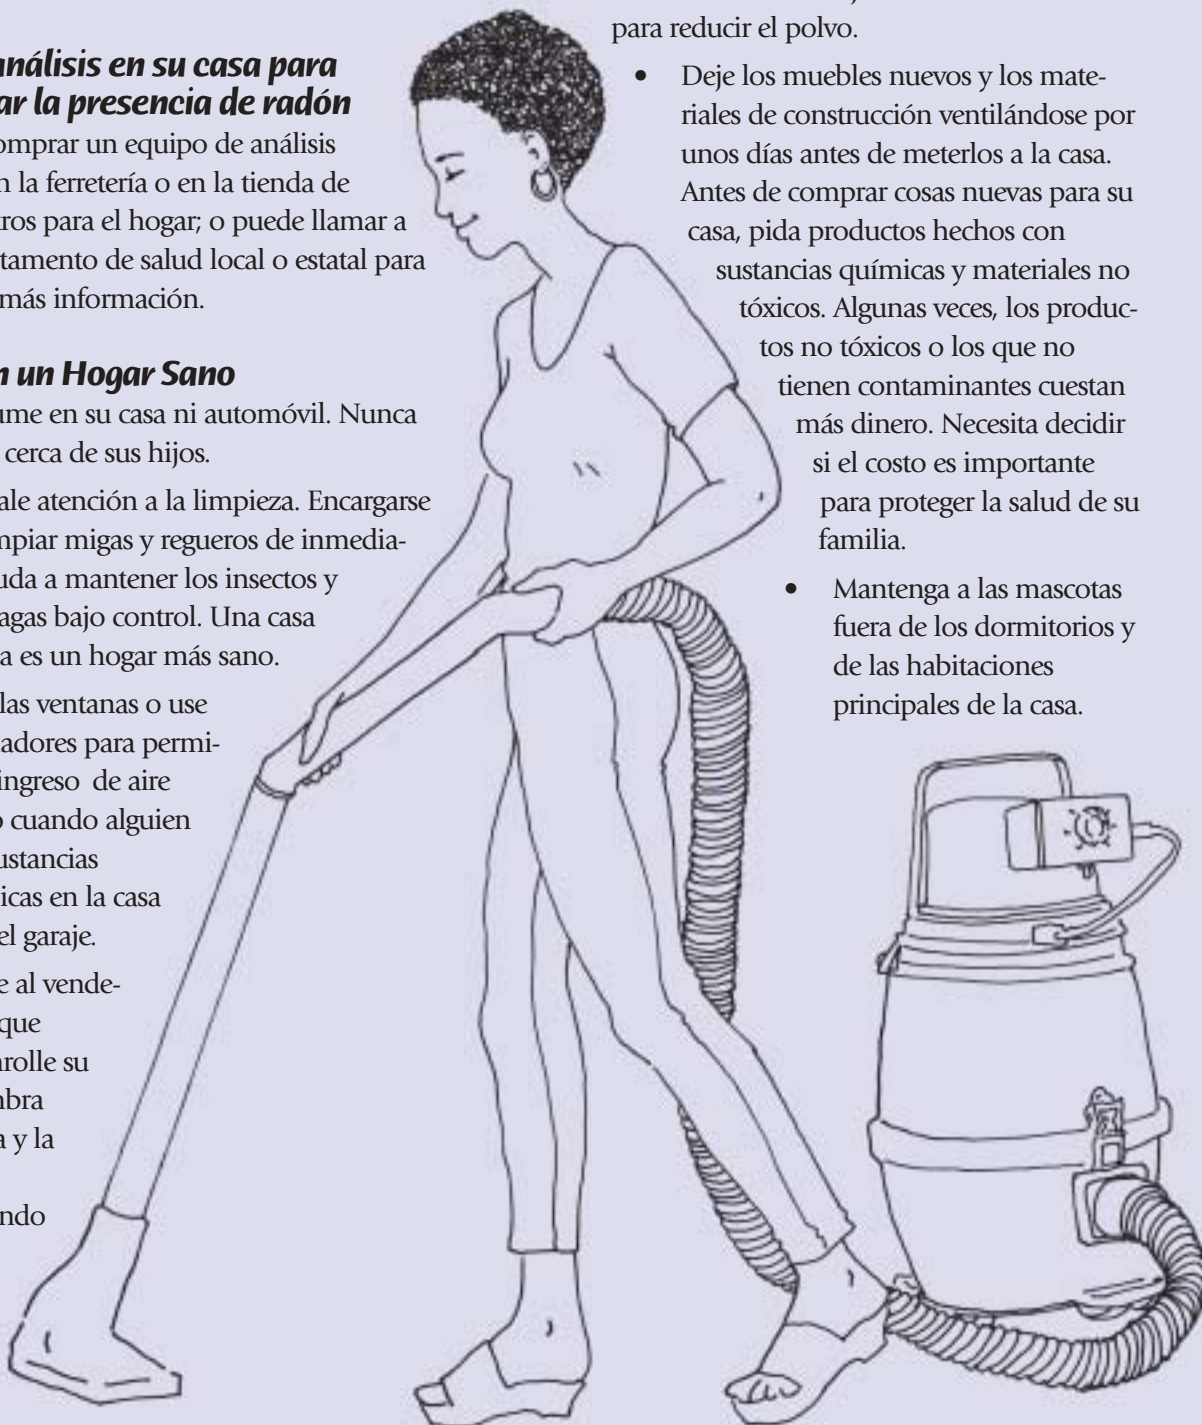 análisis en su casa para
ar la presencia de radón
omprar un equipo de análisis
n la ferretería o en la tienda de
tros para el hogar; o puede llamar a
tamento de salud local o estatal para
más información.
n un Hogar Sano
ume en su casa ni automóvil. Nunca
cerca de sus hijos.
ale atención a la limpieza. Encargarse
mpiar migas y regueros de inmedia-
uda a mantener los insectos y
agas bajo control. Una casa
a es un hogar más sano.
las ventanas o use
adores para permi-
ingreso de aire
o cuando alguien
ustancias
icas en la casa
el garaje.
e al vende-
que
nrolle su
mbra
a y la
ndo
para reducir el polvo.
• Deje los muebles nuevos y los mate-
riales de construcción ventilándose por
unos días antes de meterlos a la casa.
Antes de comprar cosas nuevas para su
casa, pida productos hechos con
sustancias químicas y materiales no
tóxicos. Algunas veces, los produc-
tos no tóxicos o los que no
tienen contaminantes cuestan
más dinero. Necesita decidir
si el costo es importante
para proteger la salud de su
familia.
• Mantenga a las mascotas
fuera de los dormitorios y
de las habitaciones
principales de la casa.